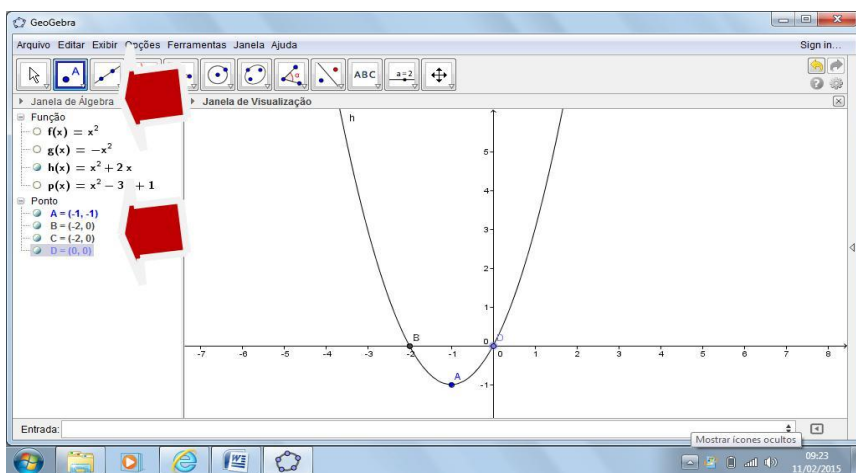 GeoGebra
Arquivo Editar Exibir Opções Ferramentas Janela Ajuda
Sign in...
A
ABC
a=2
Janela de Álgebra
Janela de Visualização
Função
f(x) = x²
g(x) = −x²
h(x) = x² + 2 x
p(x) = x² − 3 + 1
Ponto
A = (-1, -1)
B = (-2, 0)
C = (-2, 0)
D = (0, 0)
h
5
4
3
2
1
0
-1
-7 -6 -5 -4 -3 -2 -1 0 1 2 3 4 5 6 7 8
B
D
A
Entrada:
Mostrar ícones ocultos
09:23
11/02/2015